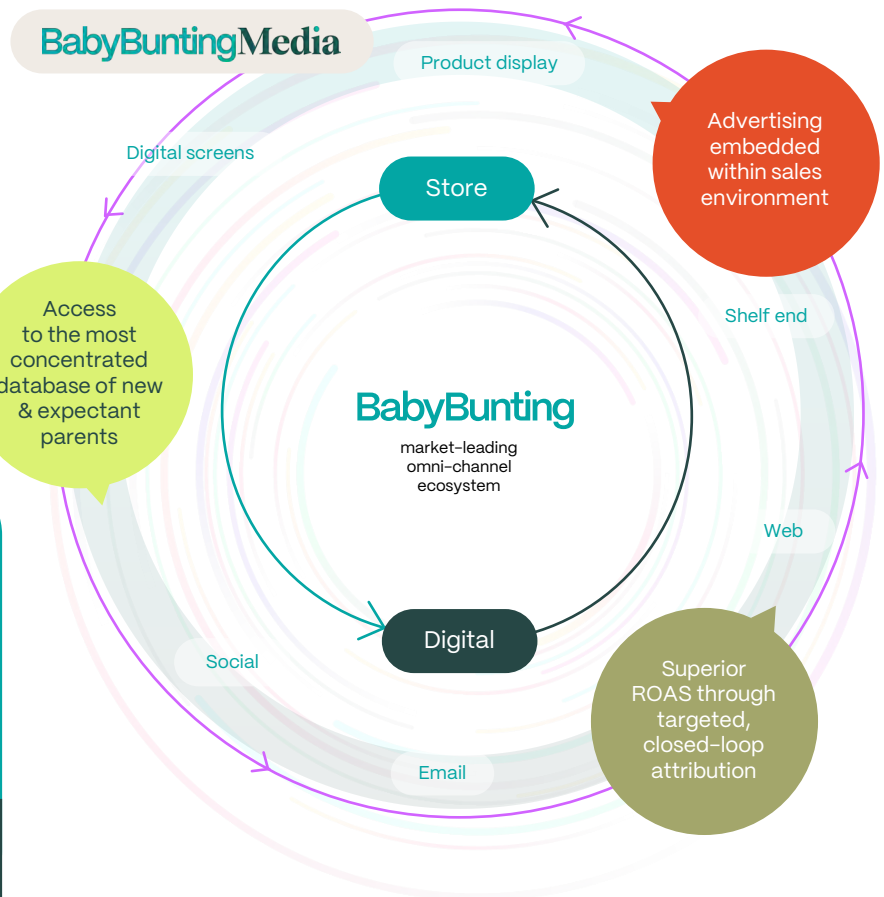 BabyBuntingMedia
Product display
Digital screens
Advertising
embedded
within sales
environment
Store
Access
to the most
concentrated
database of new
& expectant
parents
Shelf end
BabyBunting
market-leading
omni-channel
ecosystem
Web
Digital
Social
Superior
ROAS through
targeted,
closed-loop
attribution
Email